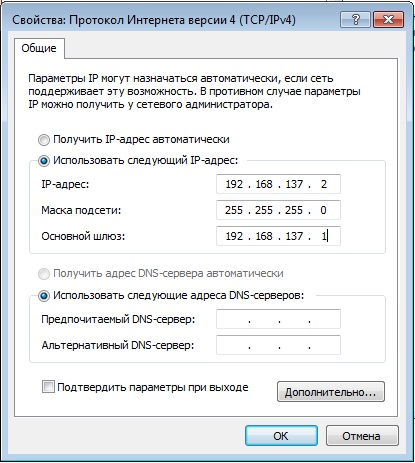 Свойства: Протокол Интернета версии 4 (TCP/IPv4)
Общие
Параметры IP могут назначаться автоматически, если сеть
поддерживает эту возможность. В противном случае параметры
IP можно получить у сетевого администратора.
Получить IP-адрес автоматически
Использовать следующий IP-адрес:
IP-адрес: 192 . 168 . 137 . 2
Маска подсети: 255 . 255 . 255 . 0
Основной шлюз: 192 . 168 . 137 . 1
Получить адрес DNS-сервера автоматически
Использовать следующие адреса DNS-серверов:
Предпочитаемый DNS-сервер: . . .
Альтернативный DNS-сервер: . . .
Подтвердить параметры при выходе
Дополнительно...
ОК Отмена